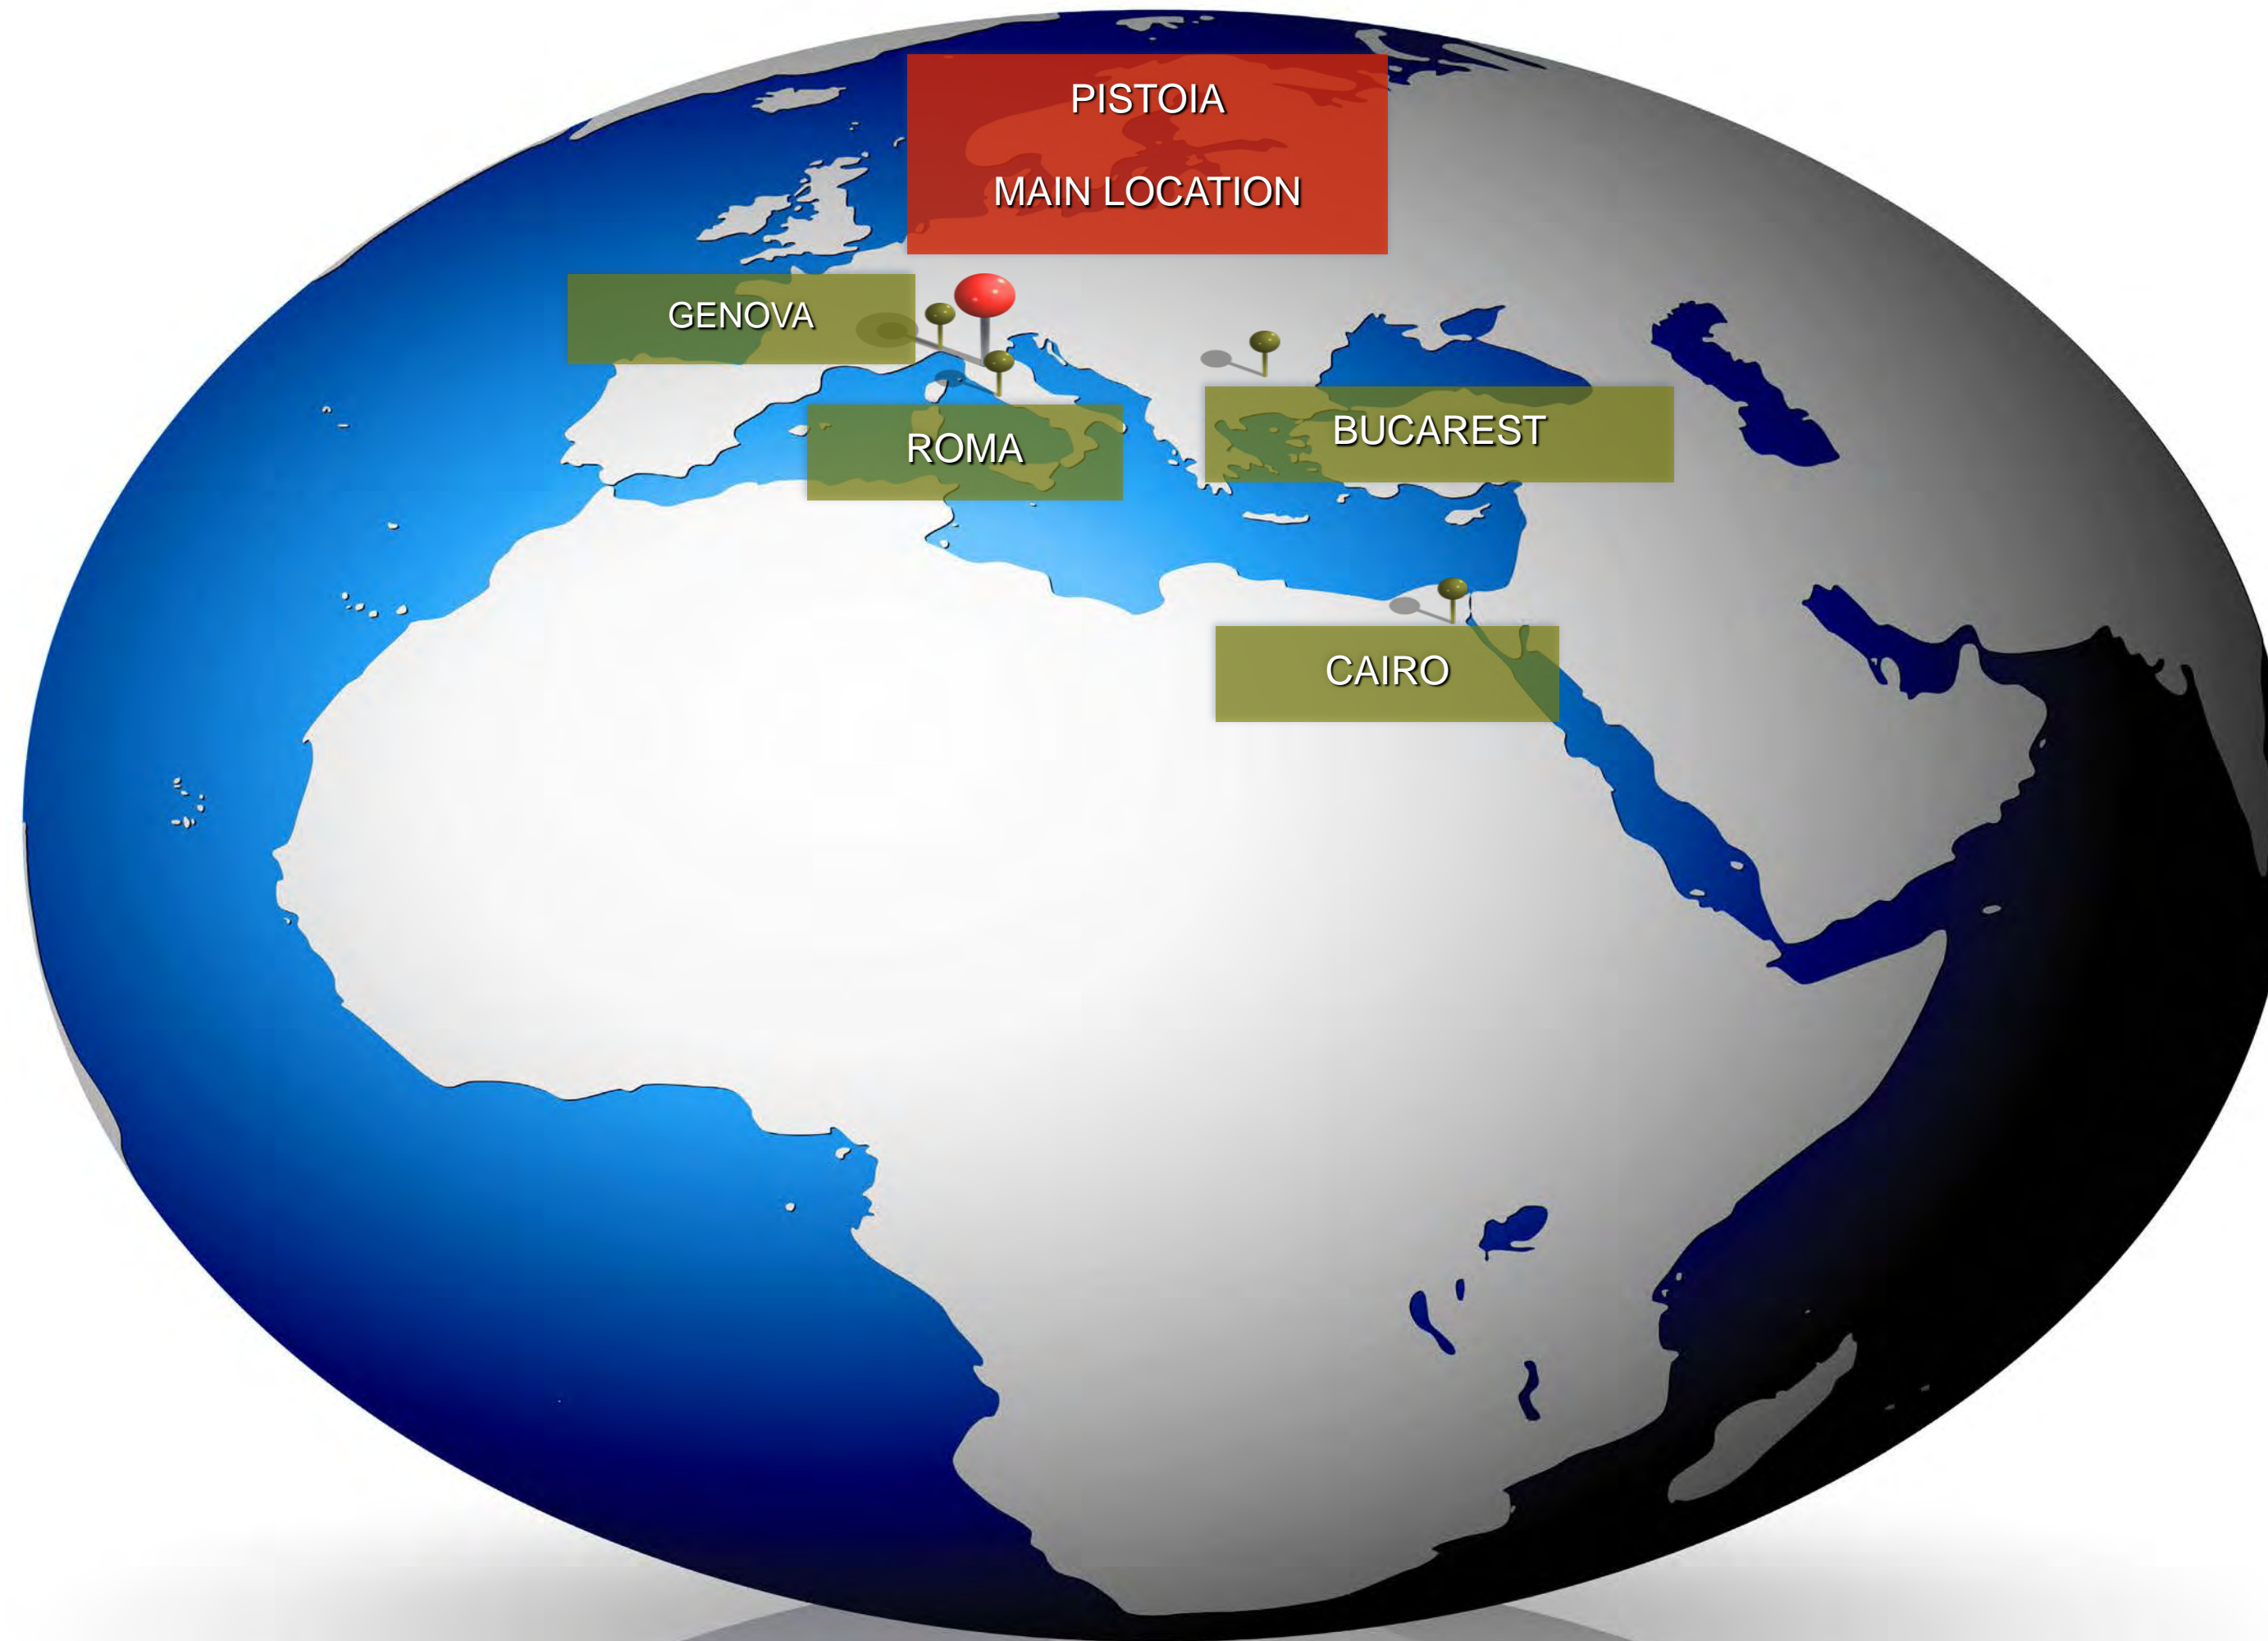 PISTOIA
MAIN LOCATION
GENOVA
ROMA
BUCAREST
CAIRO